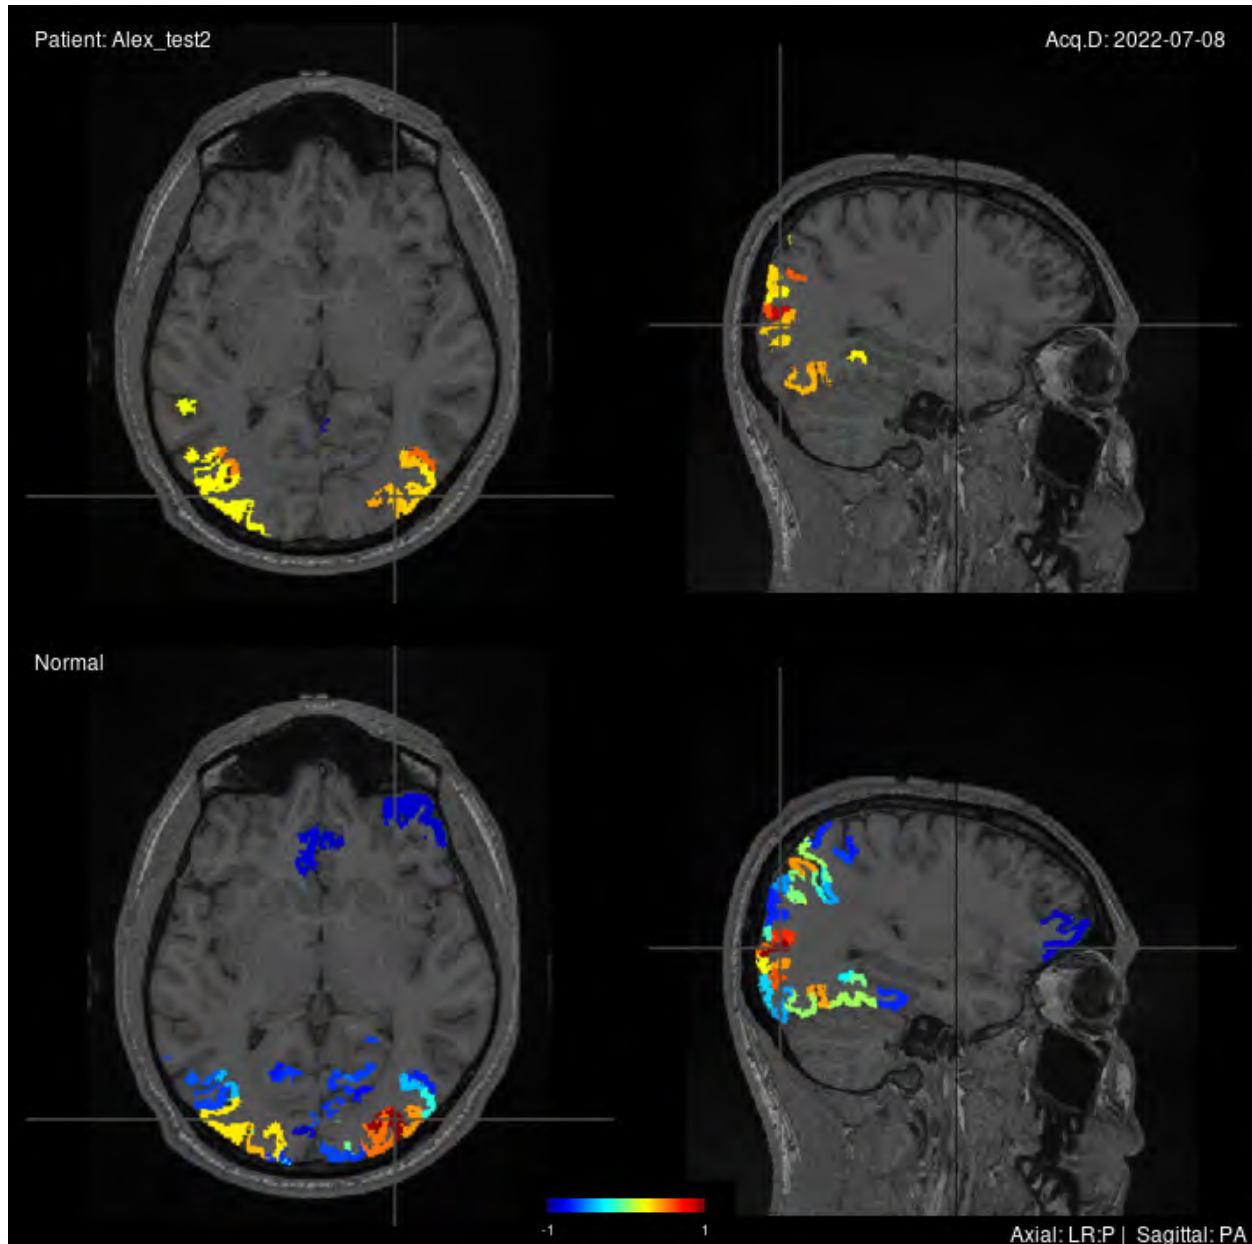 Patient: Alex_test2
Acq.D: 2022-07-08
Normal
-1
1
Axial: LR:P | Sagittal: PA